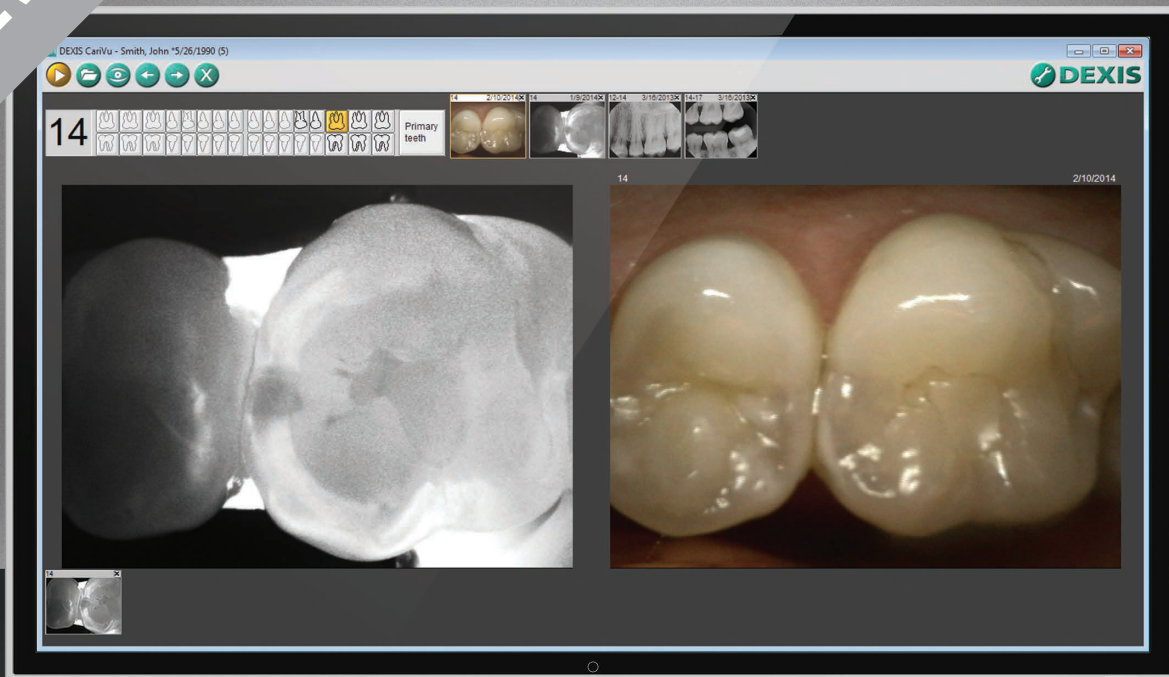 DEXIS CariVu - Smith, John *5/26/1990 (5)
DEXIS
14
Primary
teeth
14 2/10/2014
14 1/9/2014
12-14 3/16/2013
14-17 3/16/2013
14 2/10/2014
14